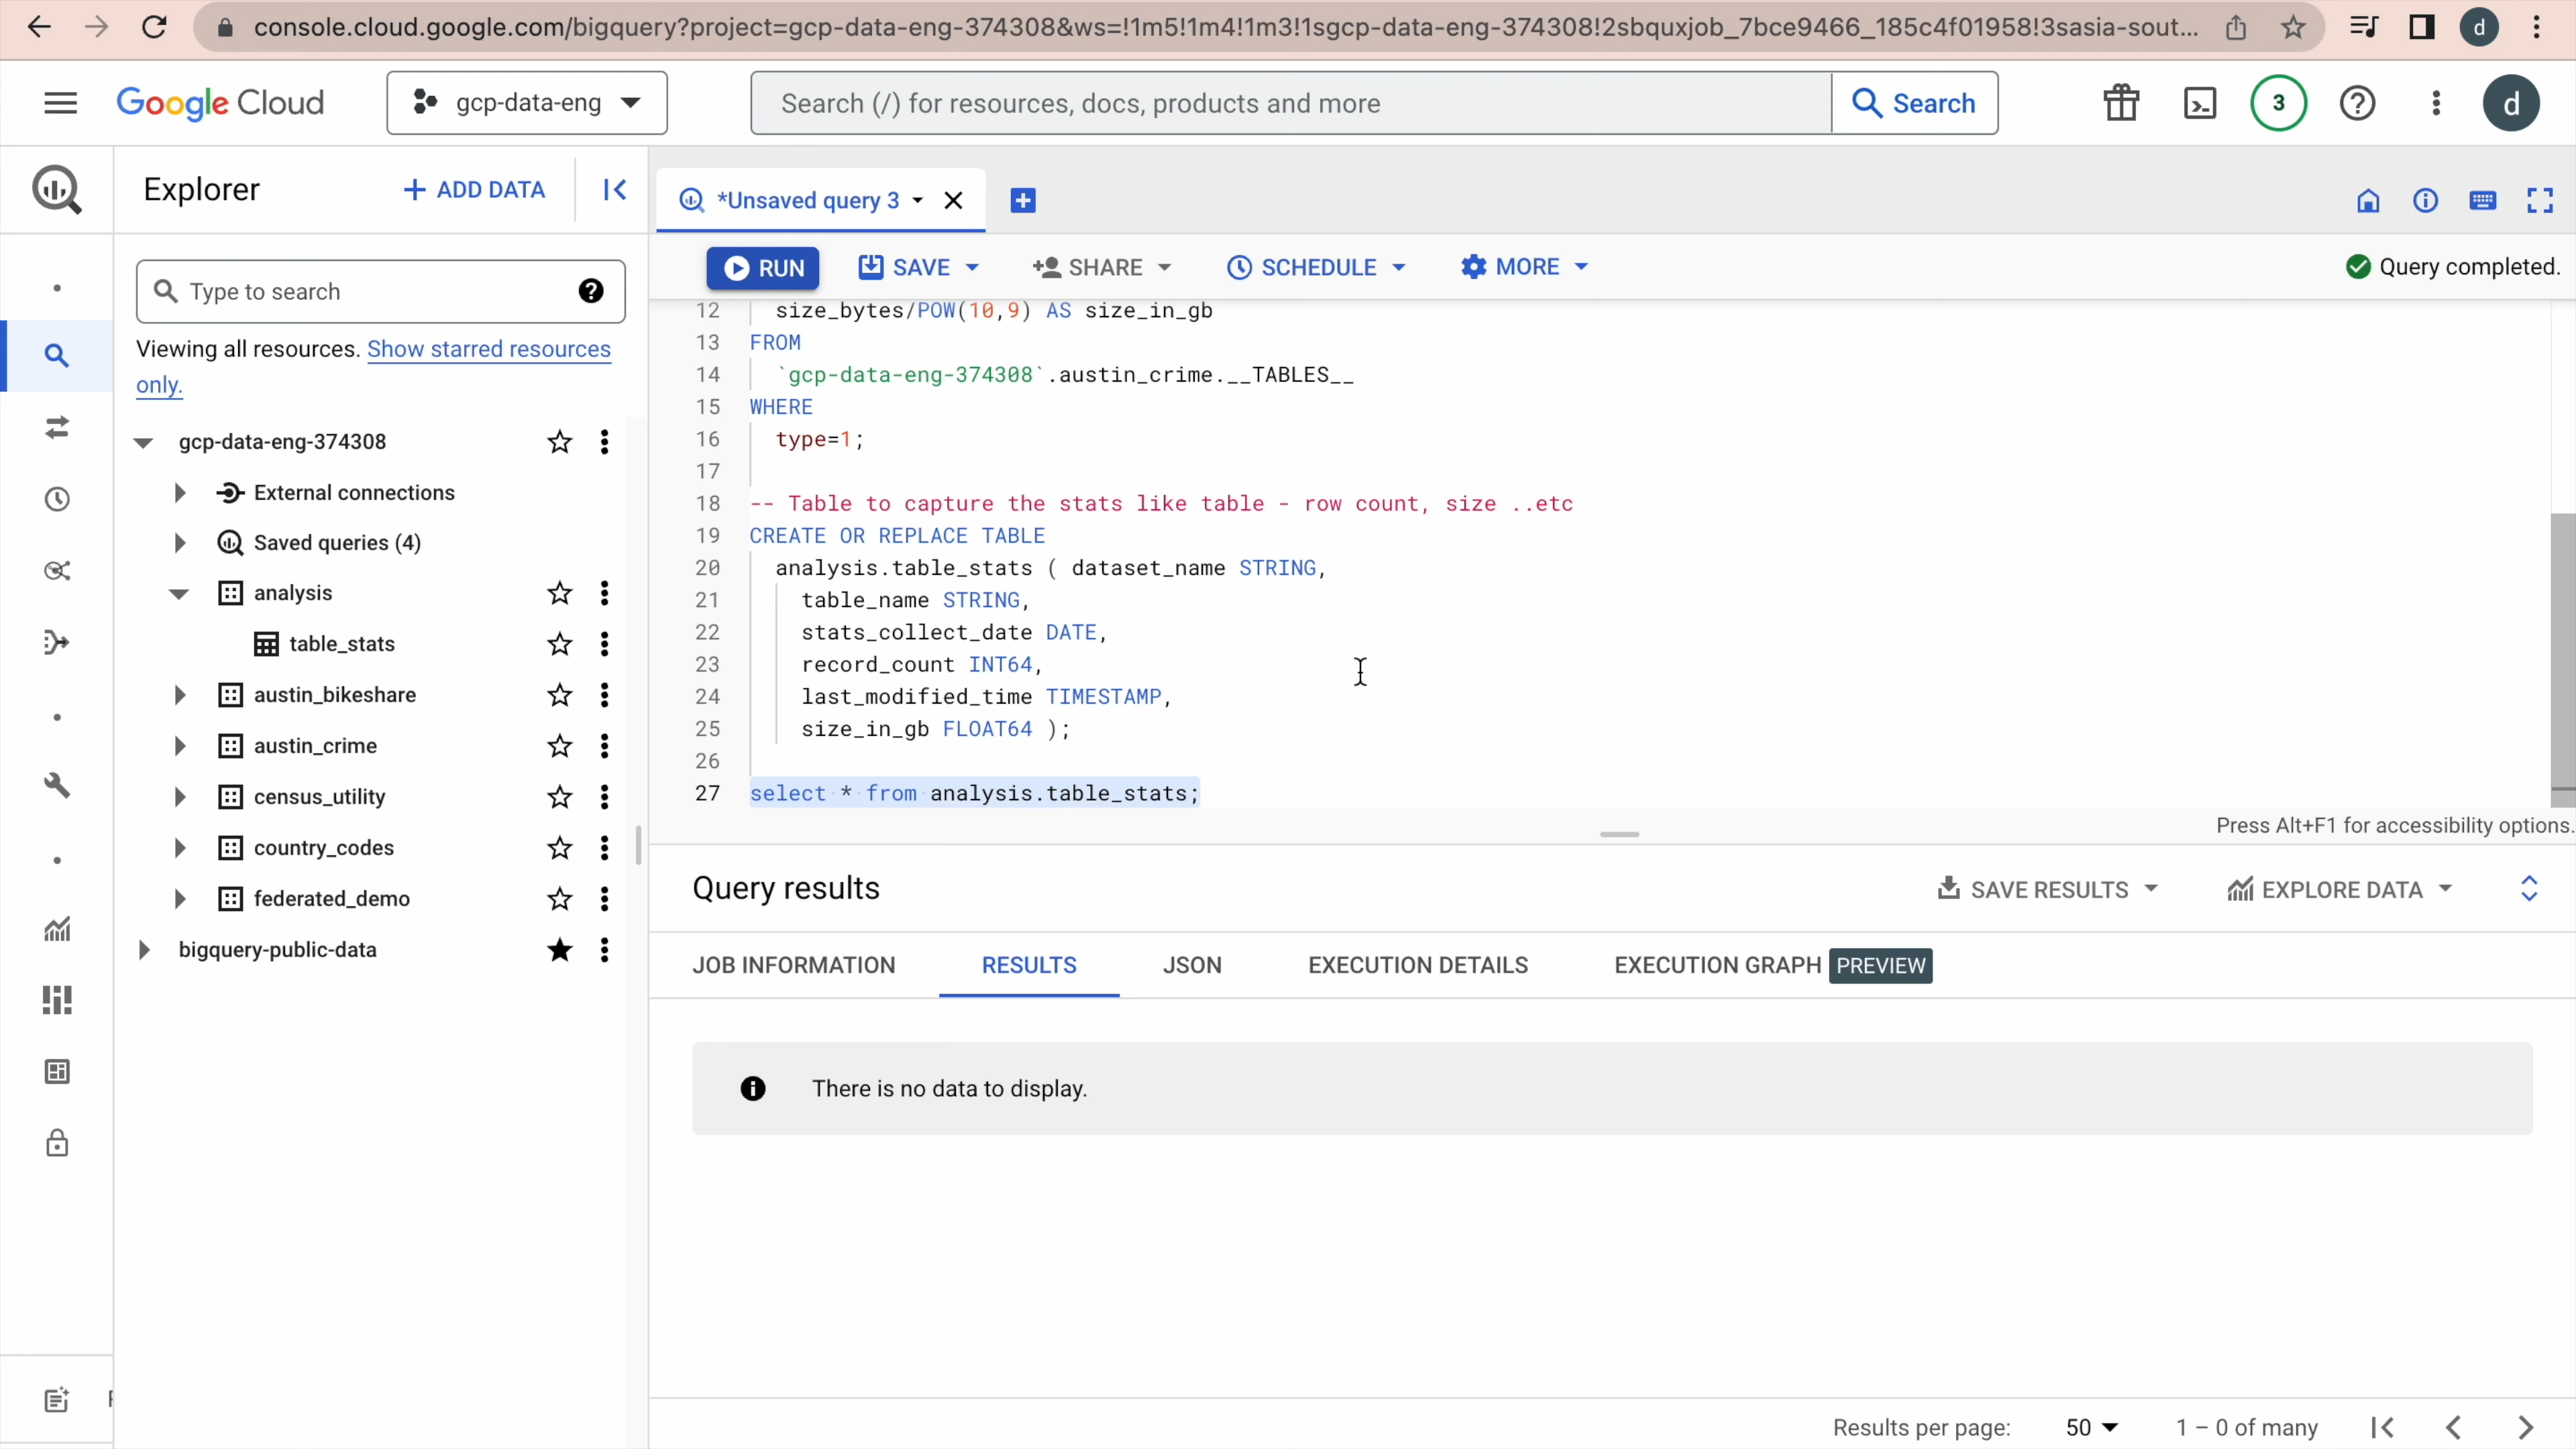 console.cloud.google.com/bigquery?project=gcp-data-eng-374308&ws=!1m5!1m4!1m3!1sgcp-data-eng-374308!2sbquxjob_7bce9466_185c4f01958!3sasia-sout...
d
Google Cloud
gcp-data-eng
Search (/) for resources, docs, products and more
Search
3
d
Explorer
+ ADD DATA
*Unsaved query 3
RUN
SAVE
SHARE
SCHEDULE
MORE
Query completed.
Type to search
Viewing all resources. Show starred resources
only.
gcp-data-eng-374308
External connections
Saved queries (4)
analysis
table_stats
austin_bikeshare
austin_crime
census_utility
country_codes
federated_demo
bigquery-public-data
12 size_bytes/POW(10,9) AS size_in_gb
13 FROM
14 `gcp-data-eng-374308`.austin_crime.__TABLES__
15 WHERE
16 type=1;
17
18 -- Table to capture the stats like table - row count, size ..etc
19 CREATE OR REPLACE TABLE
20 analysis.table_stats ( dataset_name STRING,
21 table_name STRING,
22 stats_collect_date DATE,
23 record_count INT64,
24 last_modified_time TIMESTAMP,
25 size_in_gb FLOAT64 );
26
27 select * from analysis.table_stats;
Press Alt+F1 for accessibility options.
Query results
SAVE RESULTS
EXPLORE DATA
JOB INFORMATION
RESULTS
JSON
EXECUTION DETAILS
EXECUTION GRAPH PREVIEW
There is no data to display.
Results per page: 50 1 – 0 of many